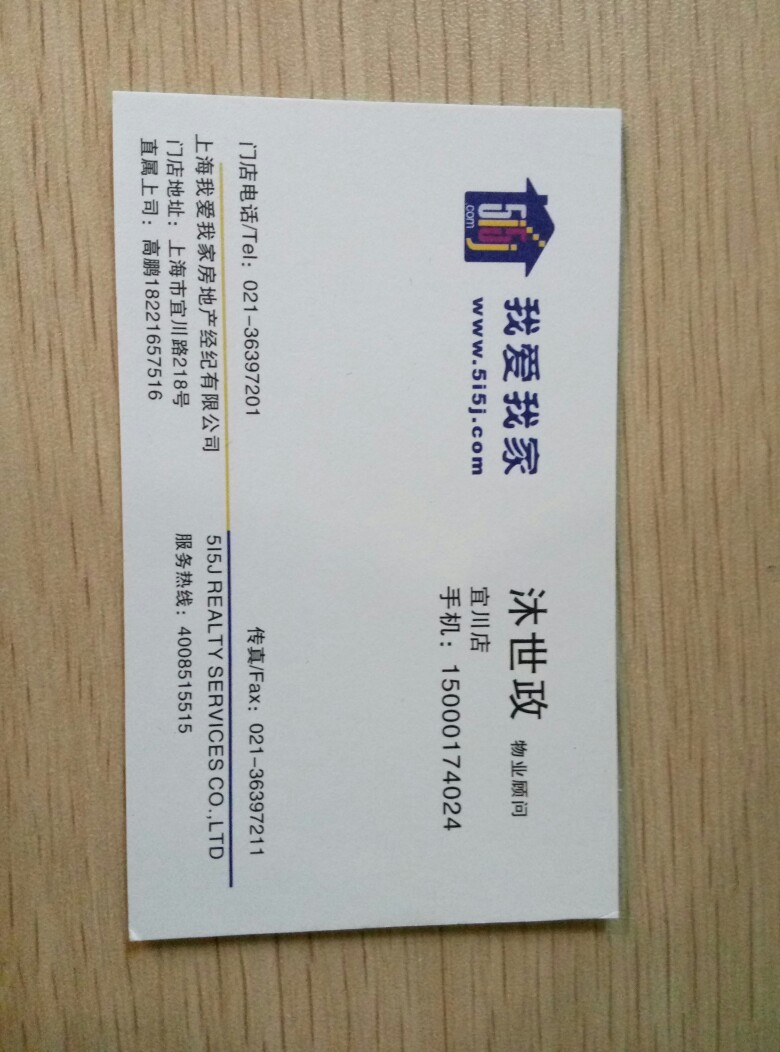 5i5j
.com
我爱我家
www.5i5j.com
沐世政 物业顾问
宜川店
手机：15000174024
门店电话/Tel：021-36397201 传真/Fax：021-36397211
上海我爱我家房地产经纪有限公司 5I5J REALTY SERVICES CO.,LTD
门店地址：上海市宜川路218号 服务热线：4008515515
直属上司：高鹏18221657516